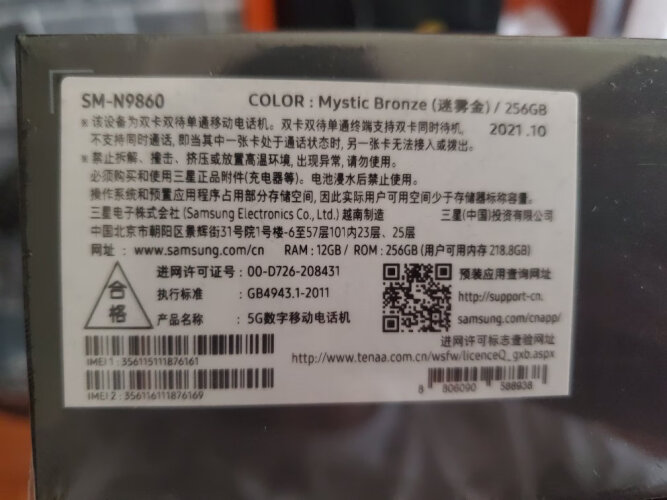 SM-N9860 COLOR : Mystic Bronze (迷雾金) / 256GB
※ 该设备为双卡双待单通移动电话机。双卡双待单通终端支持双卡同时待机, 2021 .10
不支持同时通话, 即当其中一张卡处于通话状态时, 另一张卡无法接入或拨出。
※ 禁止拆解、撞击、挤压或放置高温环境, 出现异常, 请勿使用。
必须购买和使用三星正品附件(充电器等)。电池浸水后禁止使用。
操作系统和预置应用程序占用部分存储空间, 因此实际用户可用空间少于存储器标称容量。
三星电子株式会社 (Samsung Electronics Co., Ltd.) 越南制造 三星(中国)投资有限公司
中国北京市朝阳区景辉街31号院1号楼-6至57层101内23层、25层
网址 : www.samsung.com/cn RAM : 12GB / ROM : 256GB (用户可用内存 218.8GB)
合格
进网许可证号 : 00-D726-208431
执行标准 : GB4943.1-2011
产品名称 : 5G数字移动电话机
预装应用查询网址
http://support-cn.
samsung.com/cnapp/
进网许可标志查验网址
http://www.tenaa.com.cn/wsfw/licenceQ_gxb.aspx
IMEI 1 : 356115111876161
IMEI 2 : 356116111876169
8 806090 588938